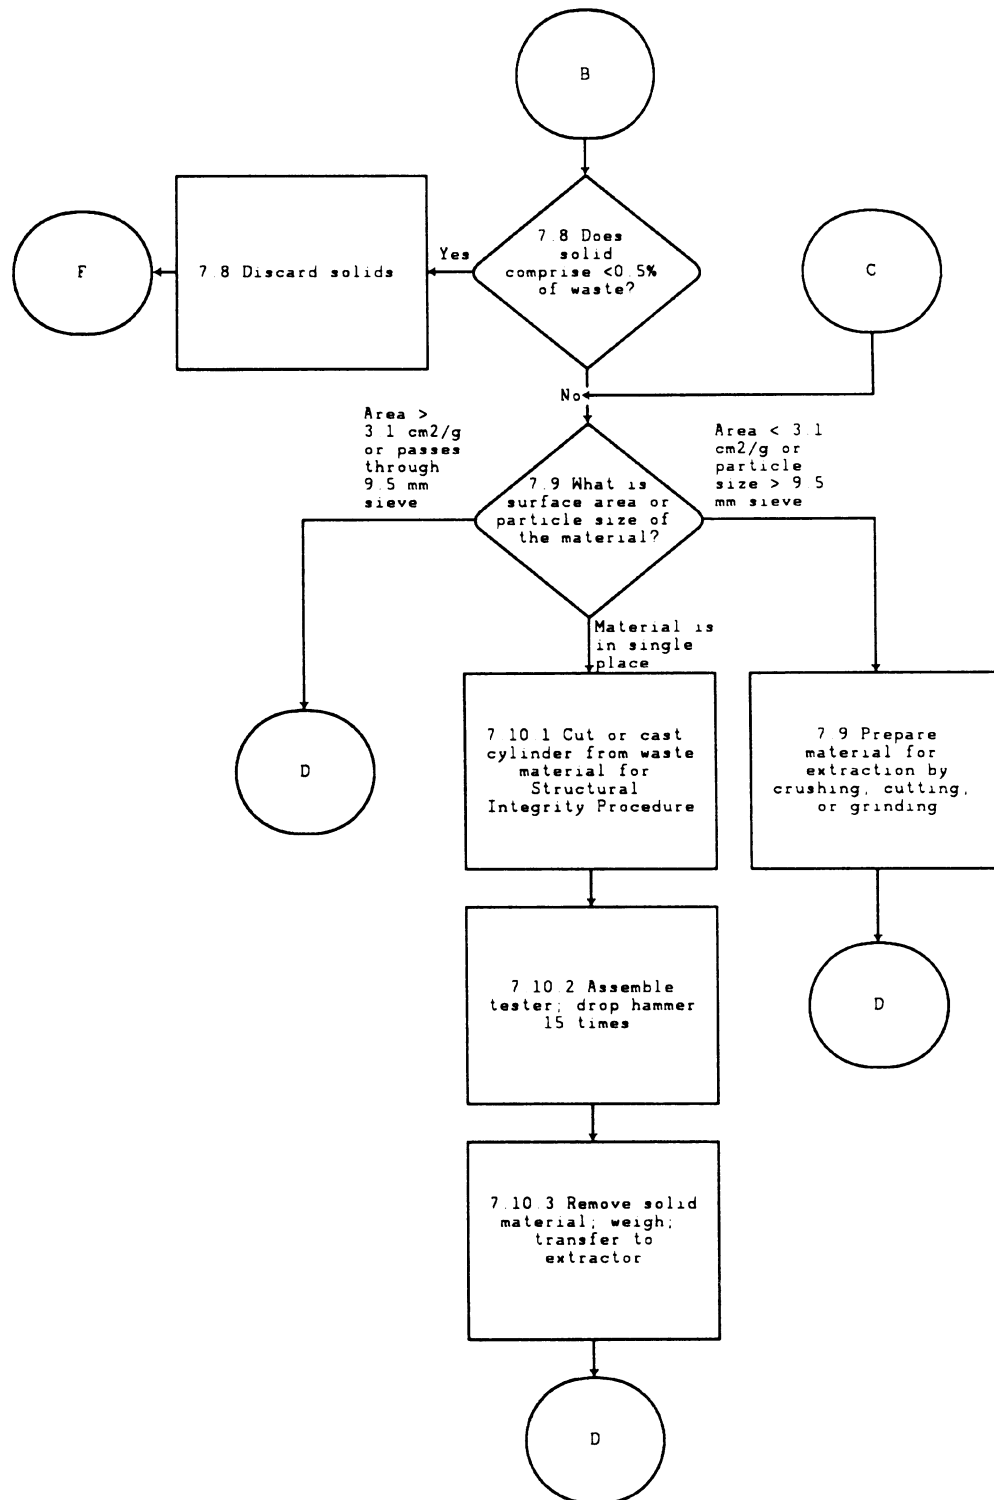 B
7.8 Does
solid
comprise <0.5%
of waste?
Yes
7.8 Discard solids
F
C
No
Area >
3.1 cm2/g
or passes
through
9.5 mm
sieve
7.9 What is
surface area or
particle size of
the material?
Area < 3.1
cm2/g or
particle
size > 9.5
mm sieve
Material is
in single
place
D
7.10.1 Cut or cast
cylinder from waste
material for
Structural
Integrity Procedure
7.9 Prepare
material for
extraction by
crushing, cutting,
or grinding
7.10.2 Assemble
tester; drop hammer
15 times
D
7.10.3 Remove solid
material; weigh;
transfer to
extractor
D